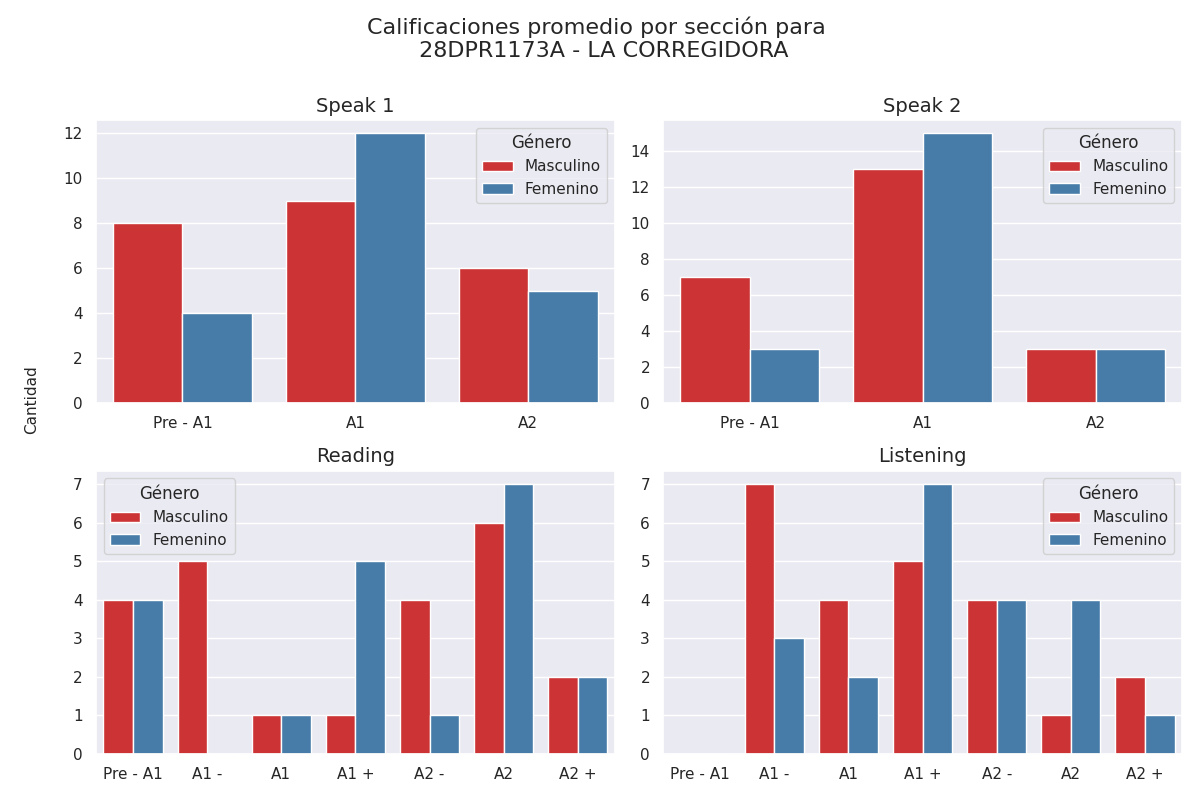 Calificaciones promedio por sección para
28DPR1173A - LA CORREGIDORA
Cantidad
Speak 1
12
10
8
6
4
2
0
Pre - A1
A1
A2
Género
Masculino
Femenino
Speak 2
14
12
10
8
6
4
2
0
Pre - A1
A1
A2
Género
Masculino
Femenino
Reading
7
6
5
4
3
2
1
0
Pre - A1
A1 -
A1
A1 +
A2 -
A2
A2 +
Género
Masculino
Femenino
Listening
7
6
5
4
3
2
1
0
Pre - A1
A1 -
A1
A1 +
A2 -
A2
A2 +
Género
Masculino
Femenino